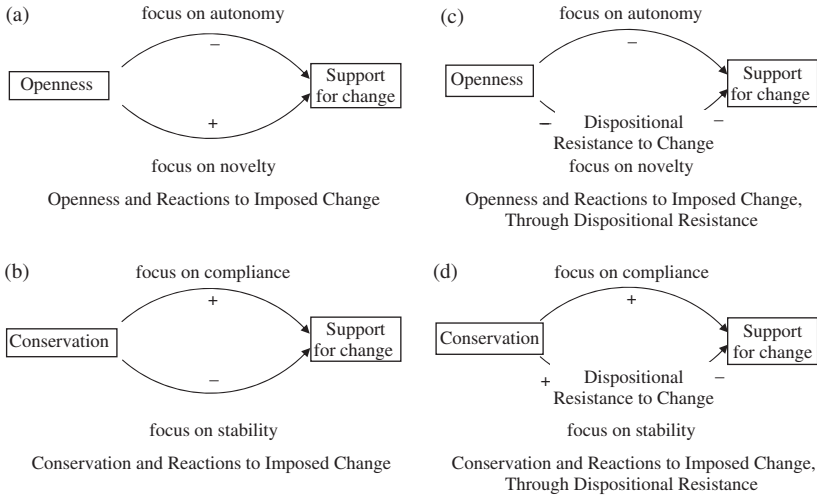 (a)
focus on autonomy
–
Openness
Support
for change
+
focus on novelty
Openness and Reactions to Imposed Change
(c)
focus on autonomy
–
Openness
Support
for change
– Dispositional –
Resistance to Change
focus on novelty
Openness and Reactions to Imposed Change,
Through Dispositional Resistance
(b)
focus on compliance
+
Conservation
Support
for change
–
focus on stability
Conservation and Reactions to Imposed Change
(d)
focus on compliance
+
Conservation
Support
for change
+ Dispositional –
Resistance to Change
focus on stability
Conservation and Reactions to Imposed Change,
Through Dispositional Resistance